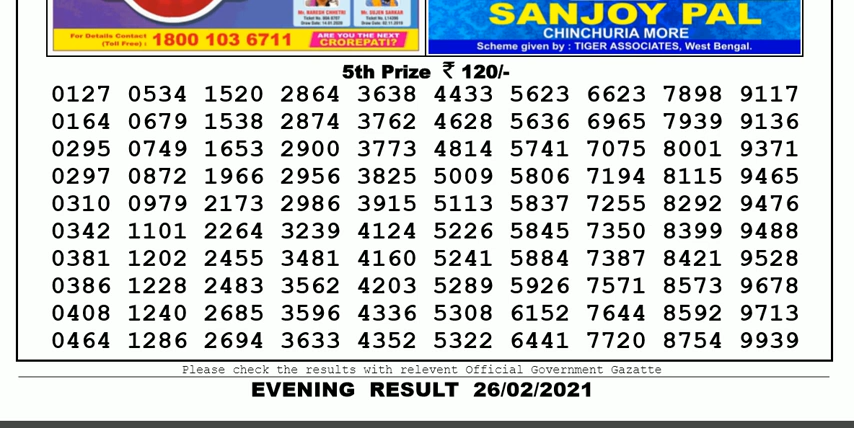 Mr. NARESH CHHETRI
Mr. SAJEN SARKAR
For Details Contact
(Toll Free) : 1800 103 6711
ARE YOU THE NEXT
CROREPATI?
SANJOY PAL
CHINCHURIA MORE
Scheme given by : TIGER ASSOCIATES, West Bengal.
5th Prize ₹ 120/-
0127 0534 1520 2864 3638 4433 5623 6623 7898 9117
0164 0679 1538 2874 3762 4628 5636 6965 7939 9136
0295 0749 1653 2900 3773 4814 5741 7075 8001 9371
0297 0872 1966 2956 3825 5009 5806 7194 8115 9465
0310 0979 2173 2986 3915 5113 5837 7255 8292 9476
0342 1101 2264 3239 4124 5226 5845 7350 8399 9488
0381 1202 2455 3481 4160 5241 5884 7387 8421 9528
0386 1228 2483 3562 4203 5289 5926 7571 8573 9678
0408 1240 2685 3596 4336 5308 6152 7644 8592 9713
0464 1286 2694 3633 4352 5322 6441 7720 8754 9939
Please check the results with relevent Official Government Gazatte
EVENING RESULT 26/02/2021